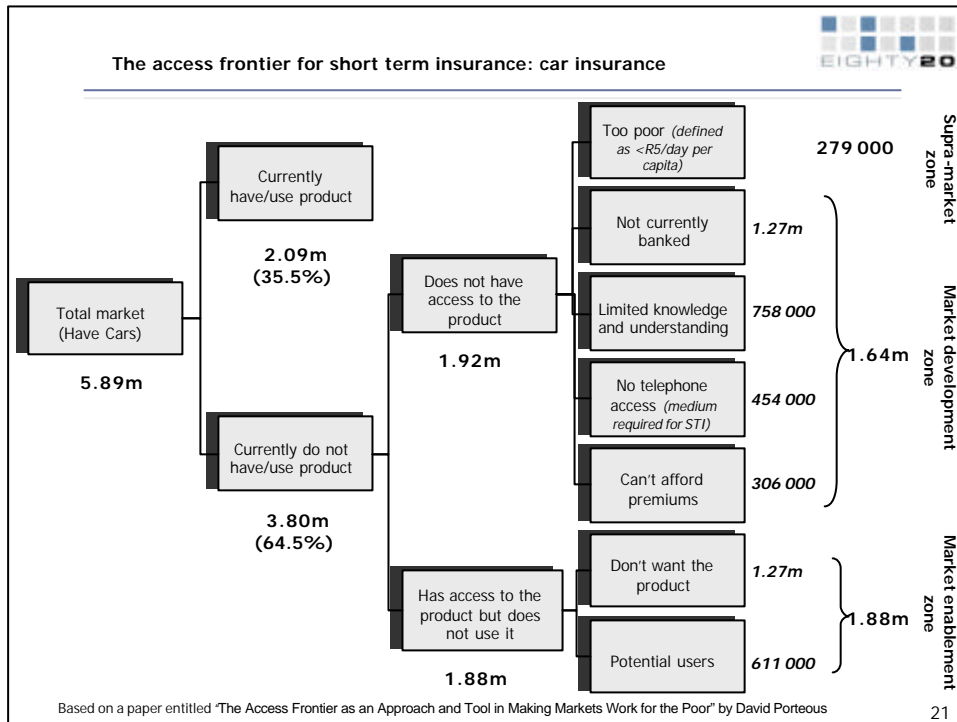 The access frontier for short term insurance: car insurance
EIGHTY20
Total market
(Have Cars)
5.89m
Currently
have/use product
2.09m
(35.5%)
Currently do not
have/use product
3.80m
(64.5%)
Does not have
access to the
product
1.92m
Has access to the
product but does
not use it
1.88m
Too poor (defined
as <R5/day per
capita)
279 000
Not currently
banked
1.27m
Limited knowledge
and understanding
758 000
No telephone
access (medium
required for STI)
454 000
Can't afford
premiums
306 000
1.64m
Don't want the
product
1.27m
Potential users
611 000
1.88m
Supra-market
zone
Market development
zone
Market enablement
zone
Based on a paper entitled “The Access Frontier as an Approach and Tool in Making Markets Work for the Poor” by David Porteous
21